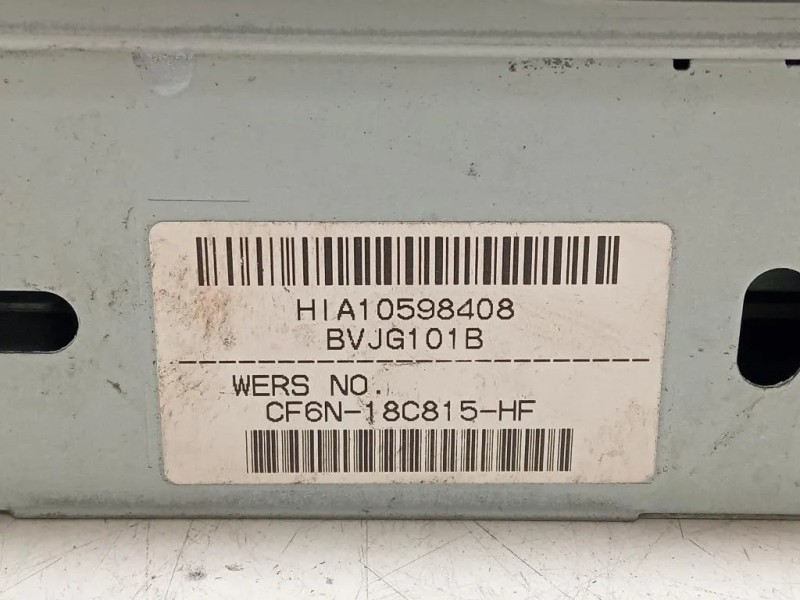 HIA10598408
BVJG101B
WERS NO.
CF6N-18C815-HF